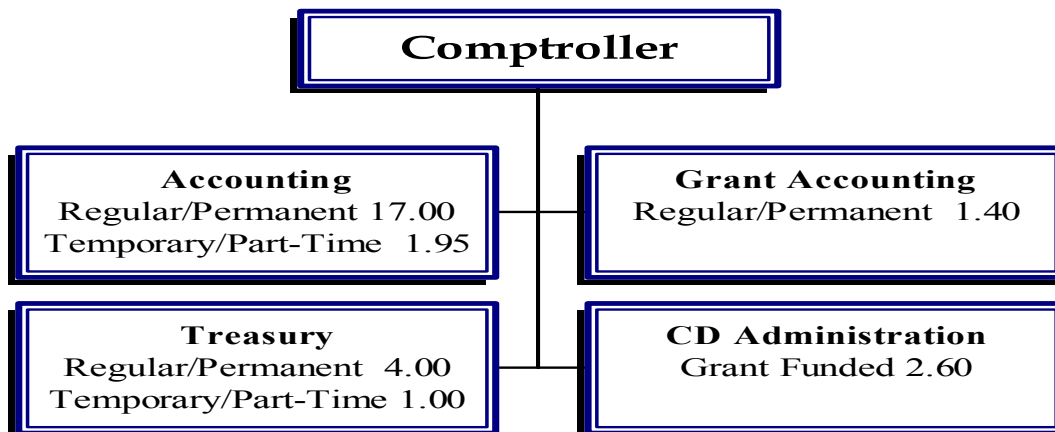 Comptroller
Accounting
Regular/Permanent 17.00
Temporary/Part-Time 1.95
Grant Accounting
Regular/Permanent 1.40
Treasury
Regular/Permanent 4.00
Temporary/Part-Time 1.00
CD Administration
Grant Funded 2.60